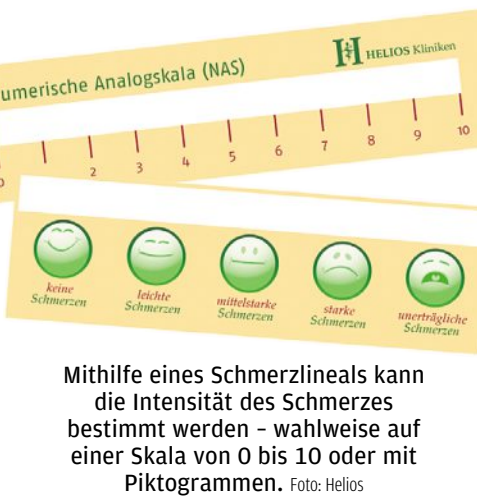 umerische Analogskala (NAS)
HELIOS Kliniken
0 2 3 4 5 6 7 8 9 10
keine Schmerzen
leichte Schmerzen
mittelstarke Schmerzen
starke Schmerzen
unerträgliche Schmerzen
Mithilfe eines Schmerzlineals kann
die Intensität des Schmerzes
bestimmt werden – wahlweise auf
einer Skala von 0 bis 10 oder mit
Piktogrammen. Foto: Helios